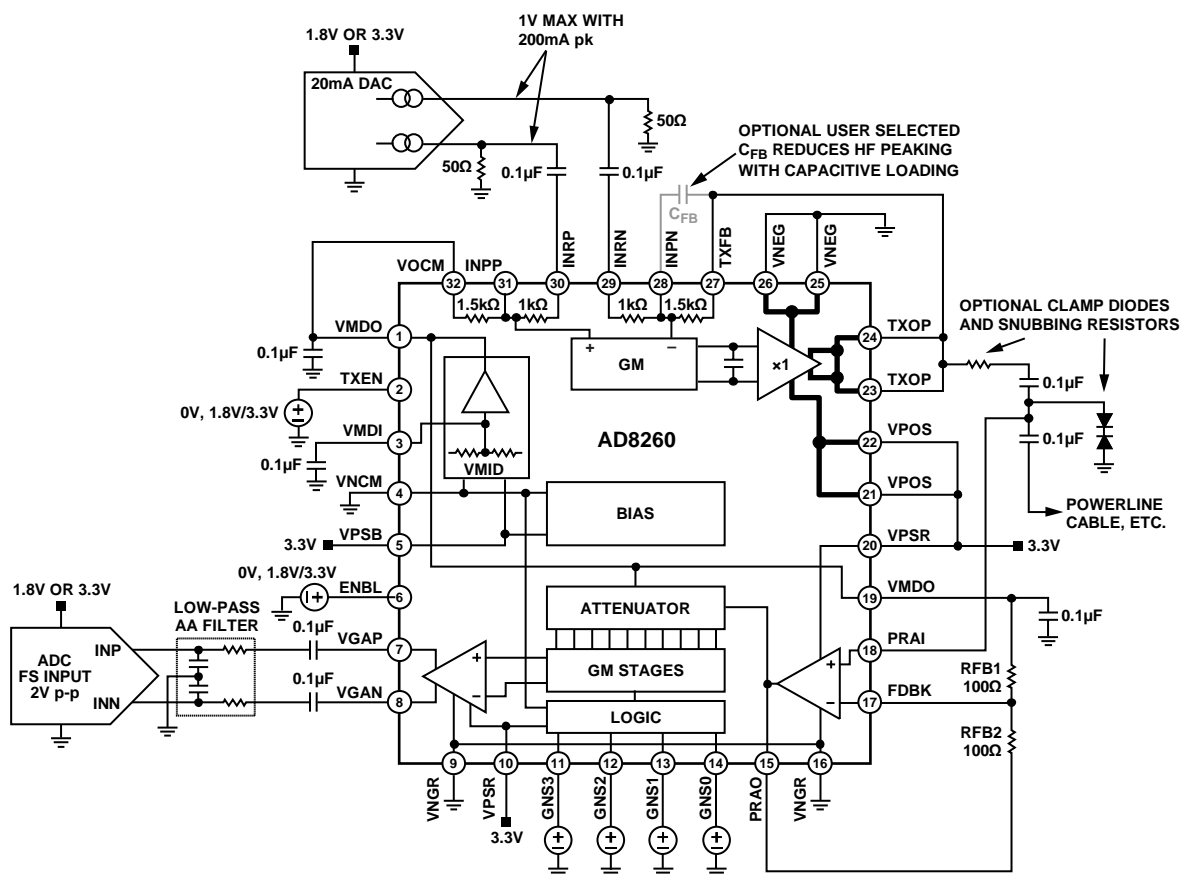 1V MAX WITH
200mA pk
1.8V OR 3.3V
20mA DAC
50Ω
50Ω
0.1µF
0.1µF
OPTIONAL USER SELECTED
CFB REDUCES HF PEAKING
WITH CAPACITIVE LOADING
CFB
VOCM
INPP
INRP
INRN
INPN
TXFB
VNEG
VNEG
32
31
30
29
28
27
26
25
1.5kΩ
1kΩ
1kΩ
1.5kΩ
OPTIONAL CLAMP DIODES
AND SNUBBING RESISTORS
VMDO
1
0.1µF
+
−
GM
×1
24
TXOP
23
TXOP
0.1µF
0.1µF
TXEN
2
0V, 1.8V/3.3V
+
−
VMDI
3
0.1µF
VMID
AD8260
22
VPOS
21
VPOS
POWERLINE
CABLE, ETC.
VNCM
4
BIAS
3.3V
VPSB
5
20
VPSR
3.3V
0V, 1.8V/3.3V
ENBL
6
+
−
19
VMDO
0.1µF
1.8V OR 3.3V
LOW-PASS
AA FILTER
0.1µF
ATTENUATOR
ADC
FS INPUT
2V p-p
INP
INN
VGAP
7
0.1µF
VGAN
8
+
−
GM STAGES
LOGIC
+
−
18
PRAI
17
FDBK
RFB1
100Ω
RFB2
100Ω
9
10
11
12
13
14
15
16
VNGR
VPSR
GNS3
GNS2
GNS1
GNS0
PRAO
VNGR
3.3V
+
−
+
−
+
−
+
−